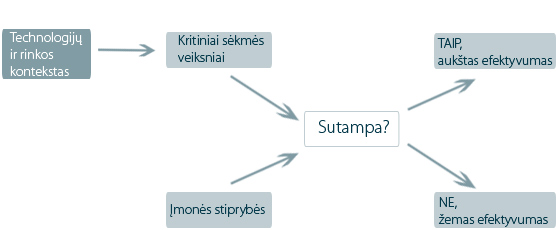 Technologijų
ir rinkos
kontekstas
Kritiniai sėkmės
veiksniai
TAIP,
aukštas efektyvumas
Sutampa?
Įmonės stiprybės
NE,
žemas efektyvumas